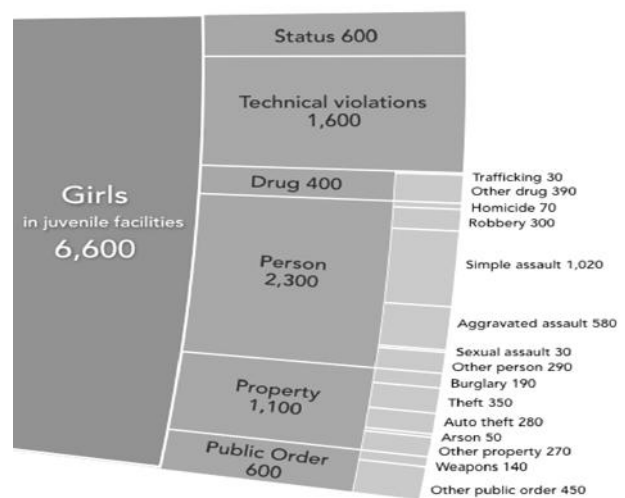 Status 600
Technical violations
1,600
Girls
in juvenile facilities
6,600
Drug 400
Trafficking 30
Other drug 390
Person
2,300
Homicide 70
Robbery 300
Simple assault 1,020
Aggravated assault 580
Sexual assault 30
Other person 290
Property
1,100
Burglary 190
Theft 350
Auto theft 280
Arson 50
Other property 270
Public Order
600
Weapons 140
Other public order 450